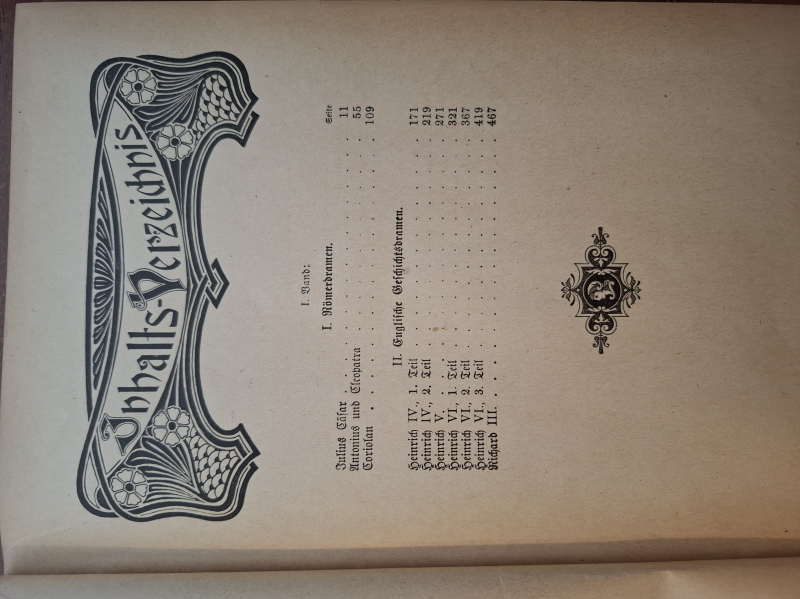 Inhalts-Verzeichnis
I. Band:
I. Römerdramen.
Seite
Julius Cäsar . . . . . . . . . . . . . . . . . 11
Antonius und Cleopatra . . . . . . . . . . . . . . 55
Coriolan . . . . . . . . . . . . . . . . . . 109
II. Englische Geschichtsdramen.
Heinrich IV., 1. Teil . . . . . . . . . . . . . . 171
Heinrich IV., 2. Teil . . . . . . . . . . . . . . 219
Heinrich V. . . . . . . . . . . . . . . . . . 271
Heinrich VI., 1. Teil . . . . . . . . . . . . . . 321
Heinrich VI., 2. Teil . . . . . . . . . . . . . . 367
Heinrich VI., 3. Teil . . . . . . . . . . . . . . 419
Richard III. . . . . . . . . . . . . . . . . . 467